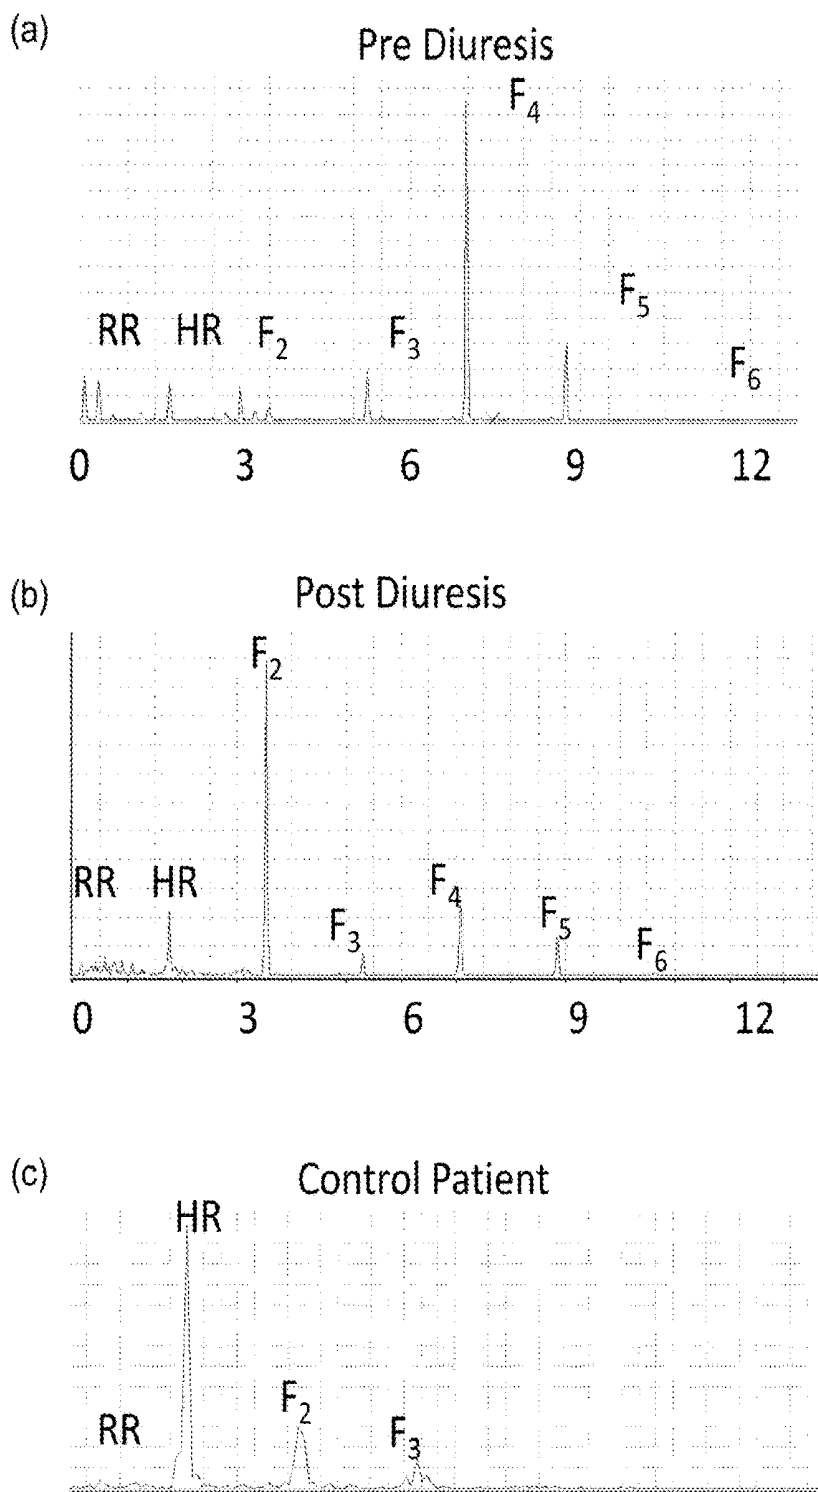 (a)
Pre Diuresis
F4
F5
RR HR F2 F3
F6
0 3 6 9 12
(b)
Post Diuresis
F2
RR HR F4
F3 F5
F6
0 3 6 9 12
(c)
Control Patient
HR
F2
RR F3